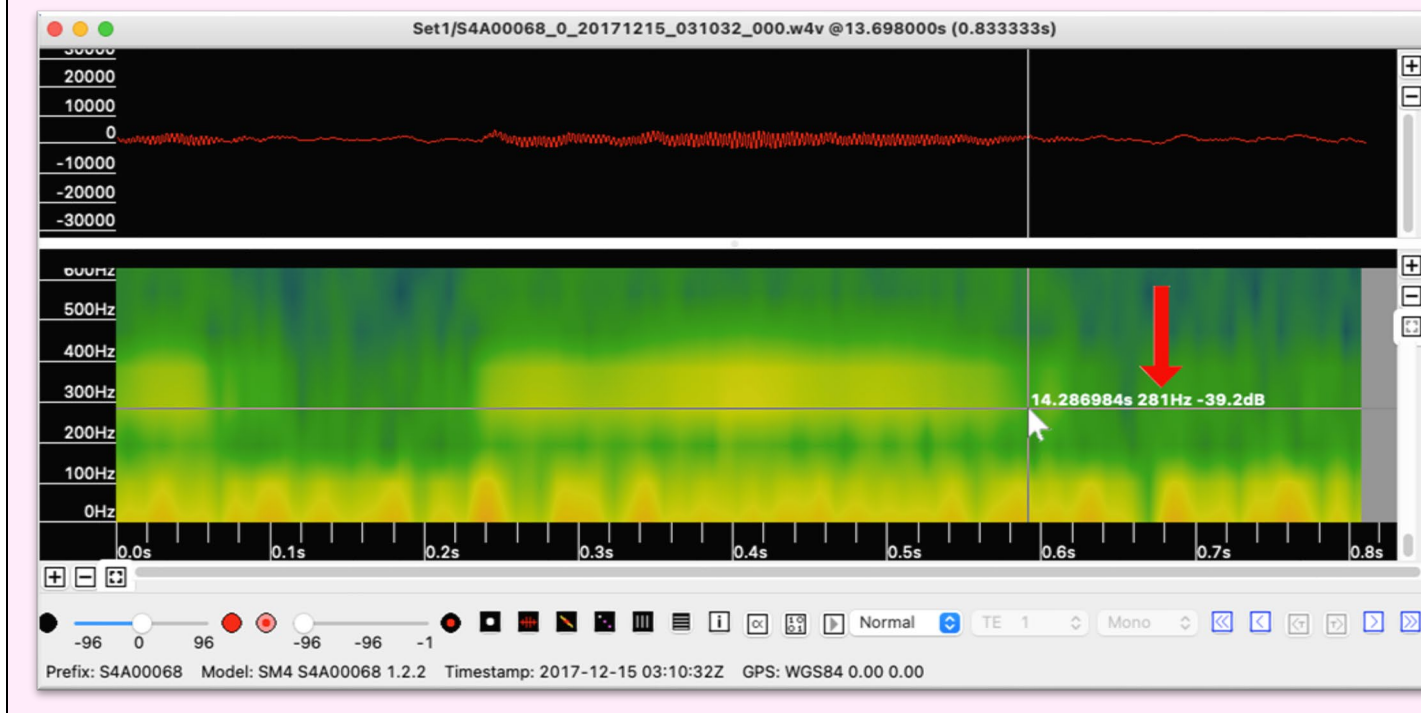 Set1/S4A00068_0_20171215_031032_000.w4v @13.698000s (0.833333s)
30000
20000
10000
0
-10000
-20000
-30000
600Hz
500Hz
400Hz
300Hz
200Hz
100Hz
0Hz
14.286984s 281Hz -39.2dB
0.0s 0.1s 0.2s 0.3s 0.4s 0.5s 0.6s 0.7s 0.8s
Normal TE 1 Mono
-96 0 96 -96 -96 -1
Prefix: S4A00068 Model: SM4 S4A00068 1.2.2 Timestamp: 2017-12-15 03:10:32Z GPS: WGS84 0.00 0.00